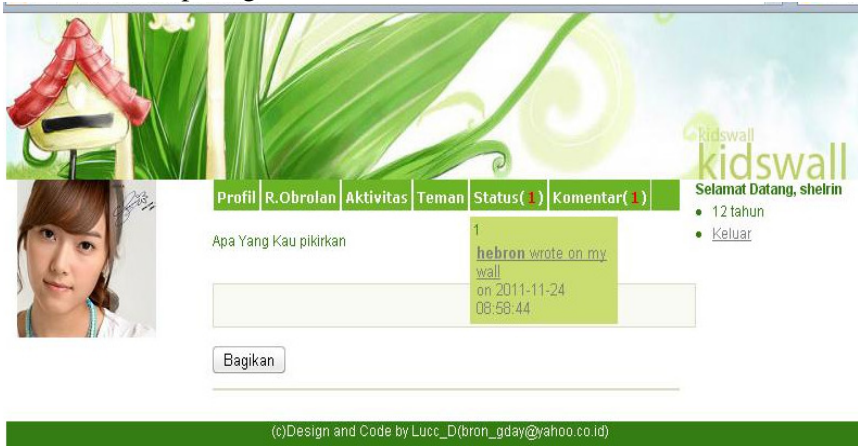 kidswall
kidswall
Selamat Datang, shelrin
12 tahun
Keluar
Profil R.Obrolan Aktivitas Teman Status(1) Komentar(1)
Apa Yang Kau pikirkan
1
hebron wrote on my
wall
on 2011-11-24
08:58:44
Bagikan
(c)Design and Code by Lucc_D(bron_gday@yahoo.co.id)